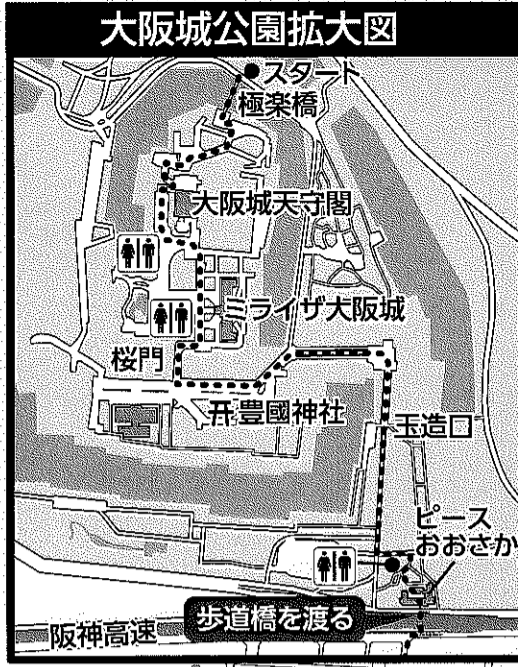 大阪城公園拡大図
スタート
極楽橋
大阪城天守閣
ミライザ大阪城
桜門
豊國神社
玉造口
ピース
おおさか
歩道橋を渡る
阪神高速